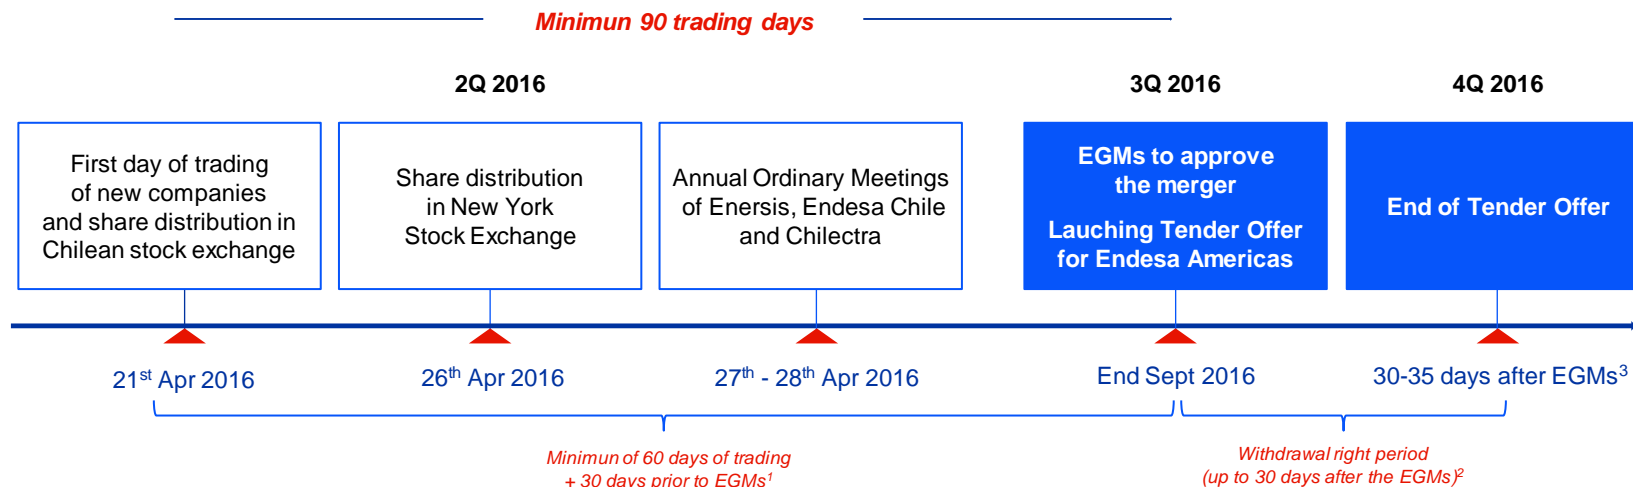 Minimun 90 trading days
2Q 2016
3Q 2016
4Q 2016
First day of trading
of new companies
and share distribution in
Chilean stock exchange
Share distribution
in New York
Stock Exchange
Annual Ordinary Meetings
of Enersis, Endesa Chile
and Chilectra
EGMs to approve
the merger
Lauching Tender Offer
for Endesa Americas
End of Tender Offer
21st Apr 2016
26th Apr 2016
27th - 28th Apr 2016
End Sept 2016
30-35 days after EGMs3
Minimun of 60 days of trading
+ 30 days prior to EGMs1
Withdrawal right period
(up to 30 days after the EGMs)2